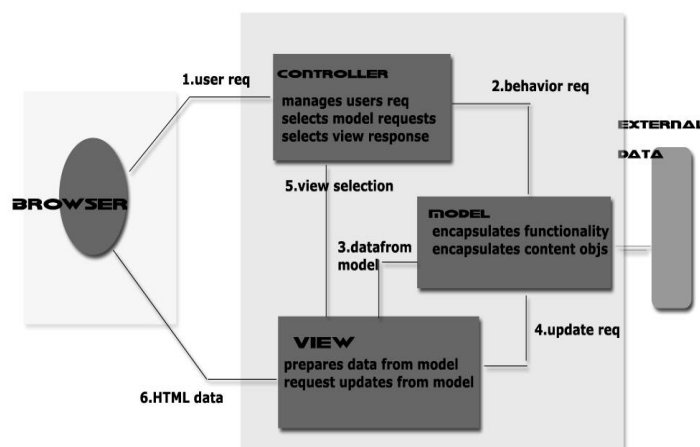 1.user req
CONTROLLER
manages users req
selects model requests
selects view response
2.behavior req
EXTERNAL
DATA
BROWSER
5.view selection
MODEL
encapsulates functionality
encapsulates content objs
3.datafrom
model
VIEW
prepares data from model
request updates from model
4.update req
6.HTML data